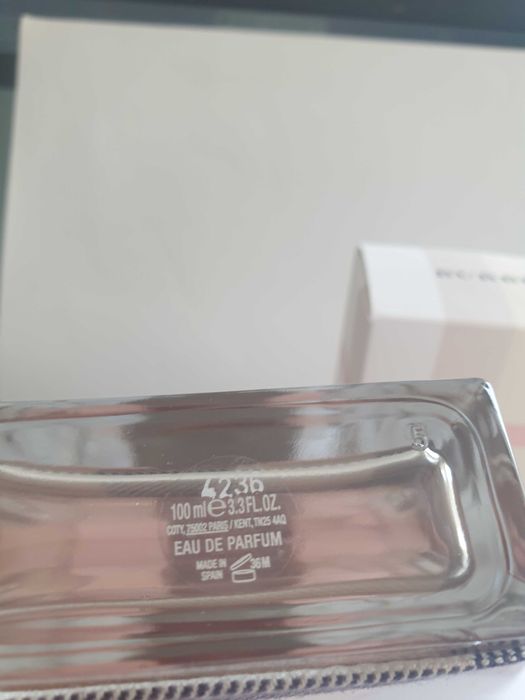 4236
100 ml e 3.3 FL.OZ.
COTY, 75002 PARIS / KENT, TN25 4AQ
EAU DE PARFUM
MADE IN
SPAIN
36M
5